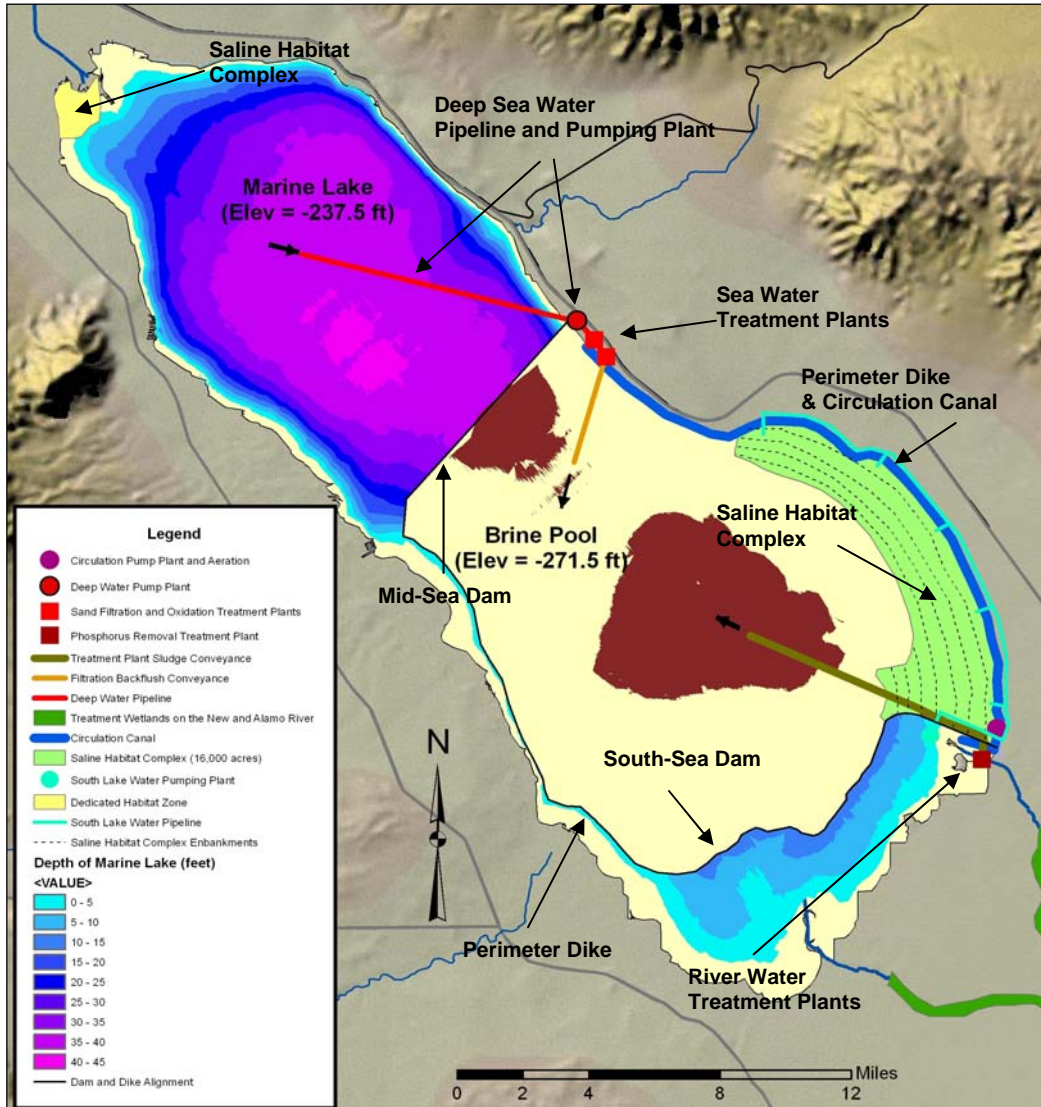 Saline Habitat
Complex
Deep Sea Water
Pipeline and Pumping Plant
Marine Lake
(Elev = -237.5 ft)
Sea Water
Treatment Plants
Perimeter Dike
& Circulation Canal
Saline Habitat
Complex
Brine Pool
(Elev = -271.5 ft)
Mid-Sea Dam
N
South-Sea Dam
Perimeter Dike
River Water
Treatment Plants
Legend
Circulation Pump Plant and Aeration
Deep Water Pump Plant
Sand Filtration and Oxidation Treatment Plants
Phosphorus Removal Treatment Plant
Treatment Plant Sludge Conveyance
Filtration Backflush Conveyance
Deep Water Pipeline
Treatment Wetlands on the New and Alamo River
Circulation Canal
Saline Habitat Complex (16,000 acres)
South Lake Water Pumping Plant
Dedicated Habitat Zone
South Lake Water Pipeline
Saline Habitat Complex Enbankments
Depth of Marine Lake (feet)
<VALUE>
0 - 5
5 - 10
10 - 15
15 - 20
20 - 25
25 - 30
30 - 35
35 - 40
40 - 45
Dam and Dike Alignment
Miles
0 2 4 8 12